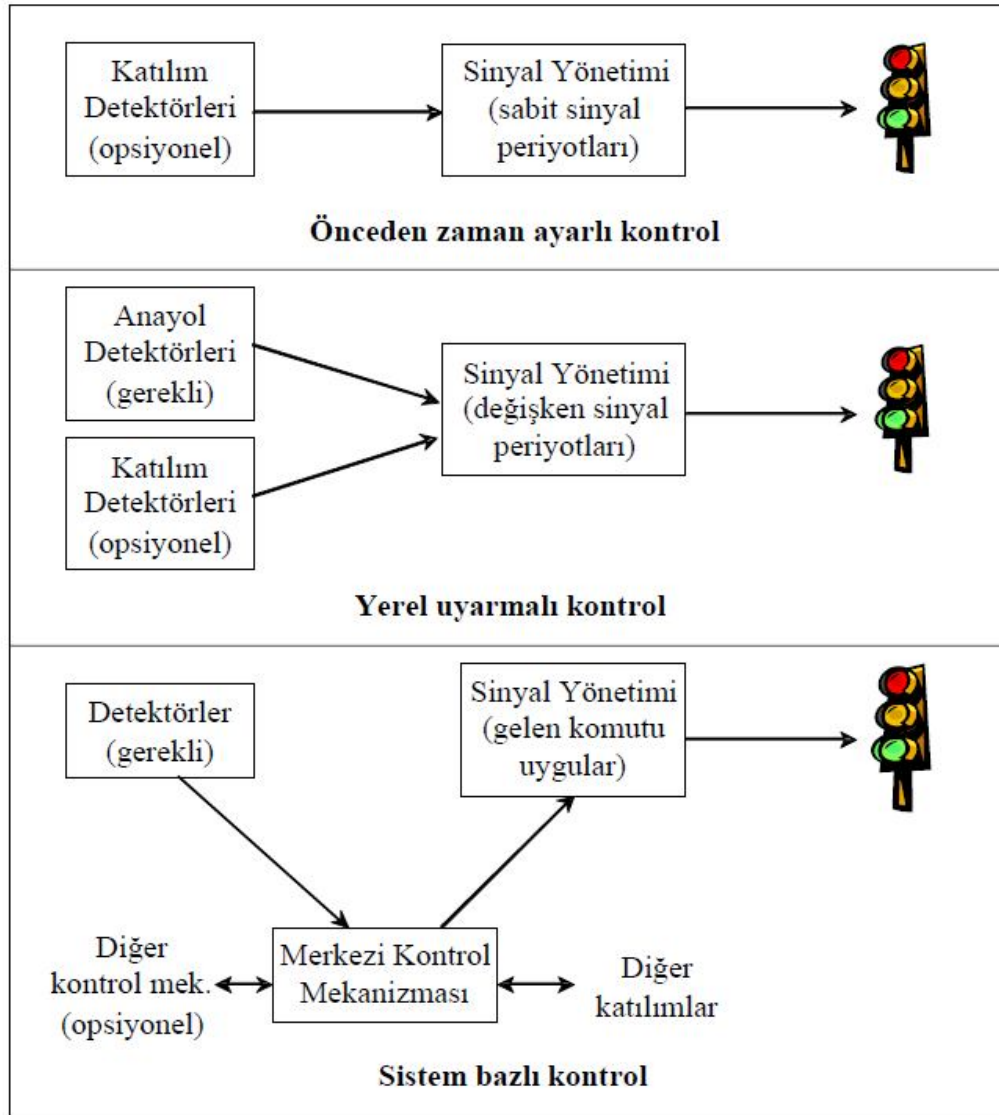 Katılım
Detektörleri
(opsiyonel)
Sinyal Yönetimi
(sabit sinyal
periyotları)
Önceden zaman ayarlı kontrol
Anayol
Detektörleri
(gerekli)
Katılım
Detektörleri
(opsiyonel)
Sinyal Yönetimi
(değişken sinyal
periyotları)
Yerel uyarmalı kontrol
Detektörler
(gerekli)
Sinyal Yönetimi
(gelen komutu
uygular)
Diğer
kontrol mek.
(opsiyonel)
Merkezi Kontrol
Mekanizması
Diğer
katılımlar
Sistem bazlı kontrol